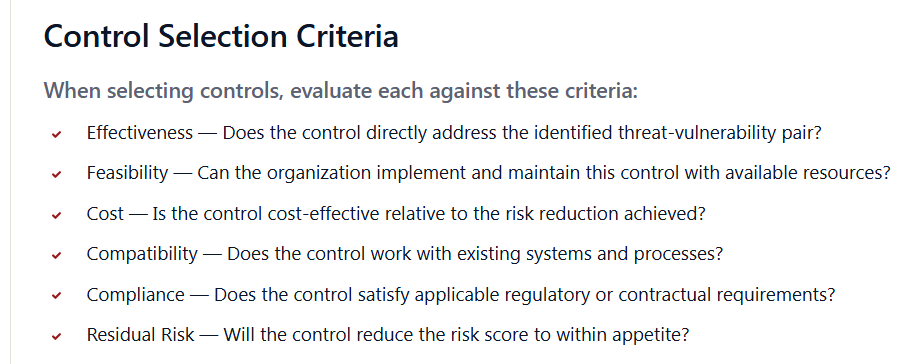 Control Selection Criteria
When selecting controls, evaluate each against these criteria:
Effectiveness — Does the control directly address the identified threat-vulnerability pair?
Feasibility — Can the organization implement and maintain this control with available resources?
Cost — Is the control cost-effective relative to the risk reduction achieved?
Compatibility — Does the control work with existing systems and processes?
Compliance — Does the control satisfy applicable regulatory or contractual requirements?
Residual Risk — Will the control reduce the risk score to within appetite?